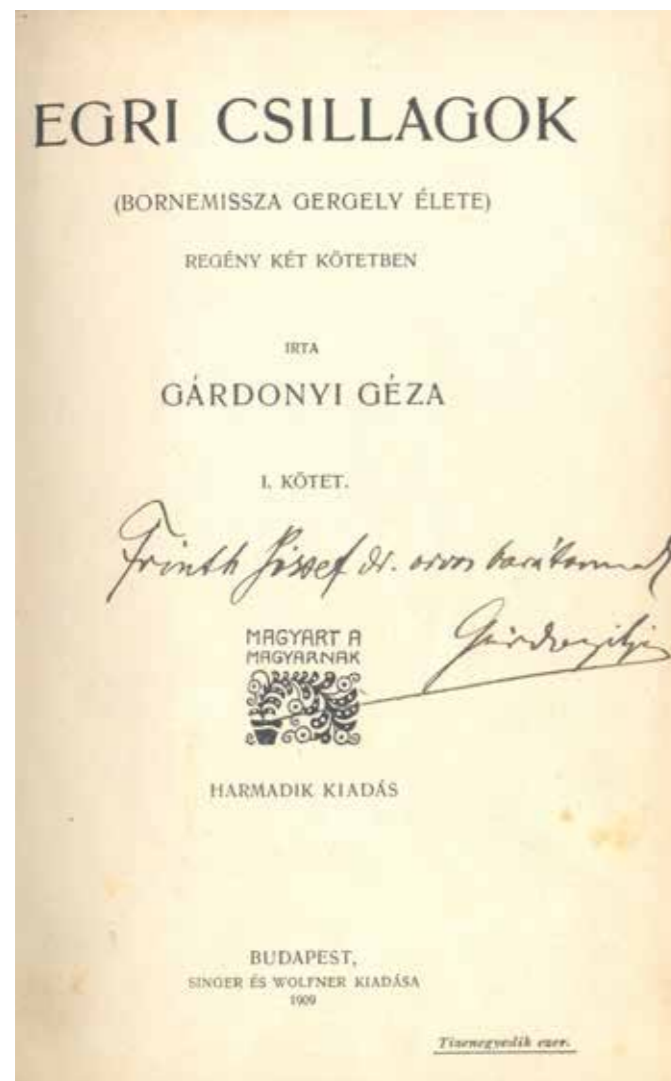 EGRI CSILLAGOK
(BORNEMISSZA GERGELY ÉLETE)
REGÉNY KÉT KÖTETBEN
IRTA
GÁRDONYI GÉZA
I. KÖTET.
József dr. orvos barátomnak
MAGYART A
MAGYARNAK
HARMADIK KIADÁS
BUDAPEST,
SINGER ÉS WOLFNER KIADÁSA
1909
Tizenegyedik ezer.